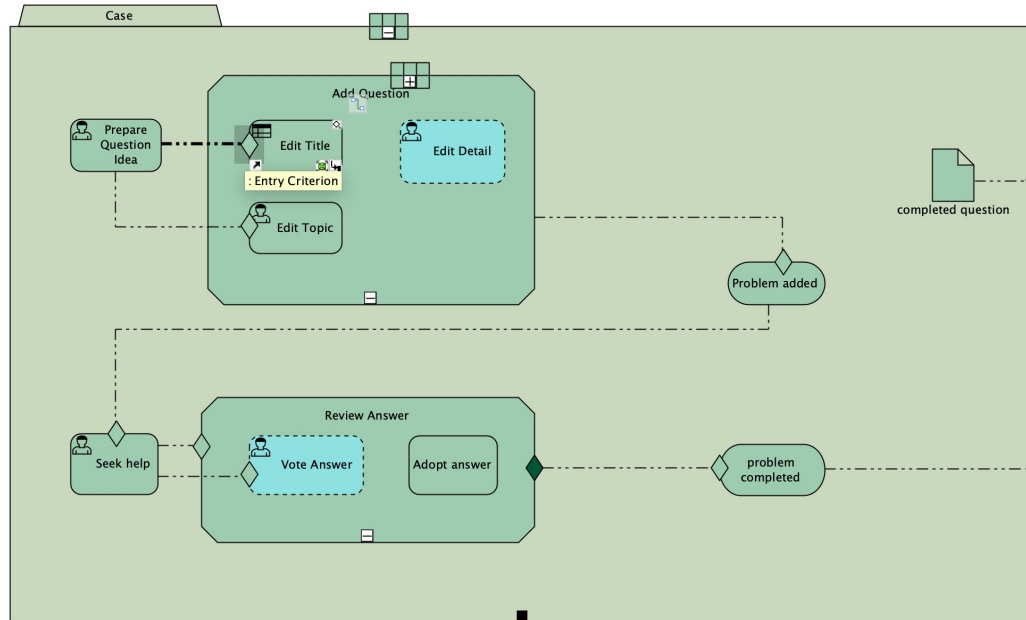 Case
Add Question
Prepare
Question
Idea
Edit Title
Edit Detail
: Entry Criterion
Edit Topic
completed question
Problem added
Review Answer
Seek help
Vote Answer
Adopt answer
problem
completed